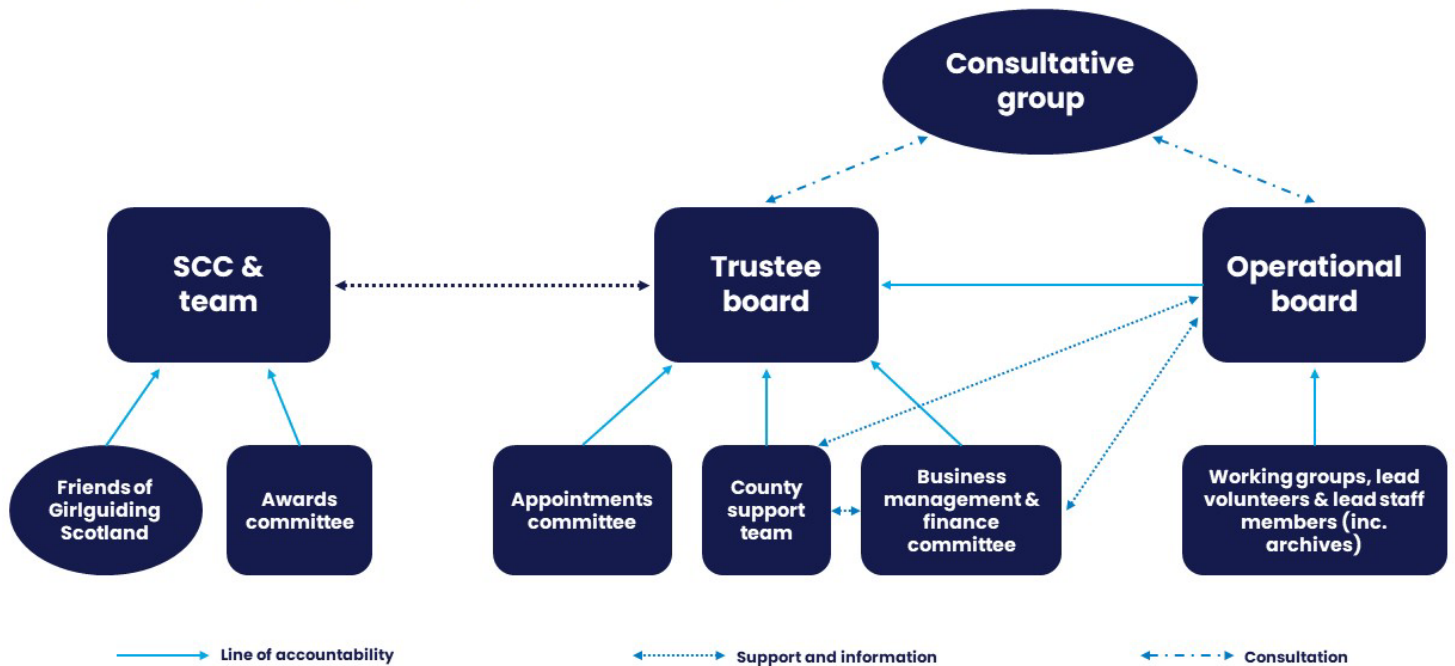 Consultative
group
SCC &
team
Trustee
board
Operational
board
Friends of
Girlguiding
Scotland
Awards
committee
Appointments
committee
County
support
team
Business
management &
finance
committee
Working groups, lead
volunteers & lead staff
members (inc.
archives)
Line of accountability
Support and information
Consultation